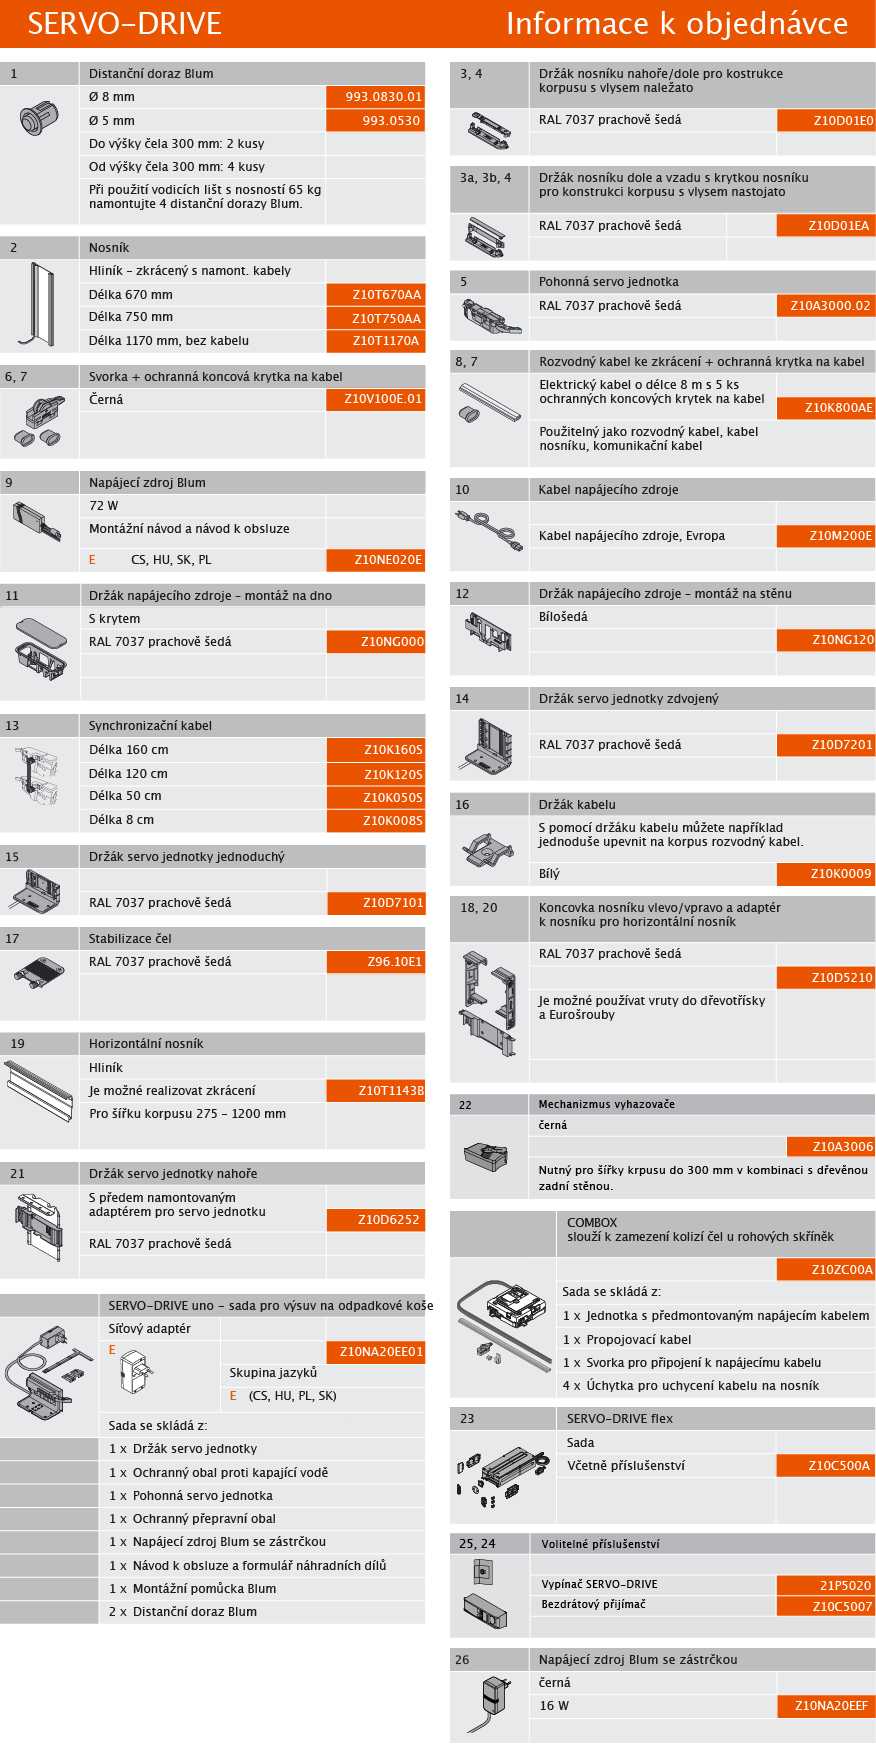 SERVO-DRIVE
Informace k objednávce
1 Distanční doraz Blum
Ø 8 mm 993.0830.01
Ø 5 mm 993.0530
Do výšky čela 300 mm: 2 kusy
Od výšky čela 300 mm: 4 kusy
Při použití vodicích lišt s nosností 65 kg
namontujte 4 distanční dorazy Blum.
2 Nosník
Hliník – zkrácený s namont. kabely
Délka 670 mm Z10T670AA
Délka 750 mm Z10T750AA
Délka 1170 mm, bez kabelu Z10T1170A
6, 7 Svorka + ochranná koncová krytka na kabel
Černá Z10V100E.01
9 Napájecí zdroj Blum
72 W
Montážní návod a návod k obsluze
E CS, HU, SK, PL Z10NE020E
11 Držák napájecího zdroje – montáž na dno
S krytem
RAL 7037 prachově šedá Z10NG000
13 Synchronizační kabel
Délka 160 cm Z10K160S
Délka 120 cm Z10K120S
Délka 50 cm Z10K050S
Délka 8 cm Z10K008S
15 Držák servo jednotky jednoduchý
RAL 7037 prachově šedá Z10D7101
17 Stabilizace čel
RAL 7037 prachově šedá Z96.10E1
19 Horizontální nosník
Hliník
Je možné realizovat zkrácení Z10T1143B
Pro šířku korpusu 275 – 1200 mm
21 Držák servo jednotky nahoře
S předem namontovaným
adaptérem pro servo jednotku
Z10D6252
RAL 7037 prachově šedá
SERVO-DRIVE uno – sada pro výsuv na odpadkové koše
Síťový adaptér
E Z10NA20EE01
Skupina jazyků
E (CS, HU, PL, SK)
Sada se skládá z:
1 x Držák servo jednotky
1 x Ochranný obal proti kapající vodě
1 x Pohonná servo jednotka
1 x Ochranný přepravní obal
1 x Napájecí zdroj Blum se zástrčkou
1 x Návod k obsluze a formulář náhradních dílů
1 x Montážní pomůcka Blum
2 x Distanční doraz Blum
3, 4 Držák nosníku nahoře/dole pro kostrukce
korpusu s vlysem naležato
RAL 7037 prachově šedá Z10D01E0
3a, 3b, 4 Držák nosníku dole a vzadu s krytkou nosníku
pro konstrukci korpusu s vlysem nastojato
RAL 7037 prachově šedá Z10D01EA
5 Pohonná servo jednotka
RAL 7037 prachově šedá Z10A3000.02
8, 7 Rozvodný kabel ke zkrácení + ochranná krytka na kabel
Elektrický kabel o délce 8 m s 5 ks
ochranných koncových krytek na kabel
Z10K800AE
Použitelný jako rozvodný kabel, kabel
nosníku, komunikační kabel
10 Kabel napájecího zdroje
Kabel napájecího zdroje, Evropa Z10M200E
12 Držák napájecího zdroje – montáž na stěnu
Bílošedá
Z10NG120
14 Držák servo jednotky zdvojený
RAL 7037 prachově šedá Z10D7201
16 Držák kabelu
S pomocí držáku kabelu můžete například
jednoduše upevnit na korpus rozvodný kabel.
Bílý Z10K0009
18, 20 Koncovka nosníku vlevo/vpravo a adaptér
k nosníku pro horizontální nosník
RAL 7037 prachově šedá
Z10D5210
Je možné používat vruty do dřevotřísky
a Eurošrouby
22 Mechanizmus vyhazovače
černá
Z10A3006
Nutný pro šířky krpusu do 300 mm v kombinaci s dřevěnou
zadní stěnou.
COMBOX
slouží k zamezení kolizí čel u rohových skříněk
Z10ZC00A
Sada se skládá z:
1 x Jednotka s předmontovaným napájecím kabelem
1 x Propojovací kabel
1 x Svorka pro připojení k napájecímu kabelu
4 x Úchytka pro uchycení kabelu na nosník
23 SERVO-DRIVE flex
Sada
Včetně příslušenství Z10C500A
25, 24 Volitelné příslušenství
Vypínač SERVO-DRIVE 21P5020
Bezdrátový přijímač Z10C5007
26 Napájecí zdroj Blum se zástrčkou
černá
16 W Z10NA20EEF